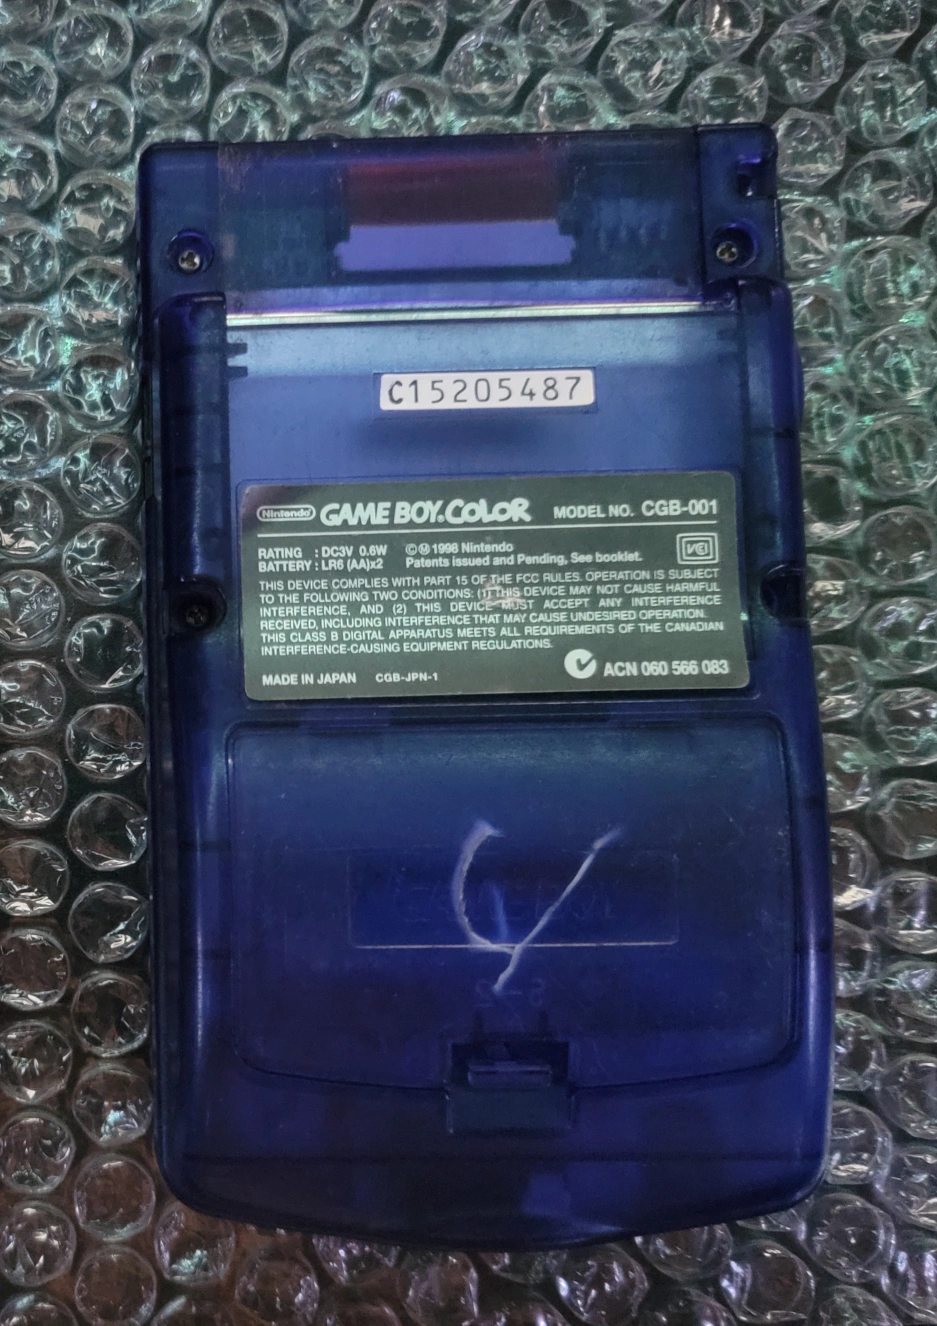 C15205487
Nintendo GAME BOY COLOR MODEL NO. CGB-001
RATING : DC3V 0.6W ©Ⓜ1998 Nintendo
BATTERY : LR6 (AA)x2 Patents issued and Pending, See booklet.
VCI
THIS DEVICE COMPLIES WITH PART 15 OF THE FCC RULES. OPERATION IS SUBJECT
TO THE FOLLOWING TWO CONDITIONS: (1) THIS DEVICE MAY NOT CAUSE HARMFUL
INTERFERENCE, AND (2) THIS DEVICE MUST ACCEPT ANY INTERFERENCE
RECEIVED, INCLUDING INTERFERENCE THAT MAY CAUSE UNDESIRED OPERATION.
THIS CLASS B DIGITAL APPARATUS MEETS ALL REQUIREMENTS OF THE CANADIAN
INTERFERENCE-CAUSING EQUIPMENT REGULATIONS.
MADE IN JAPAN CGB-JPN-1 ACN 060 566 083